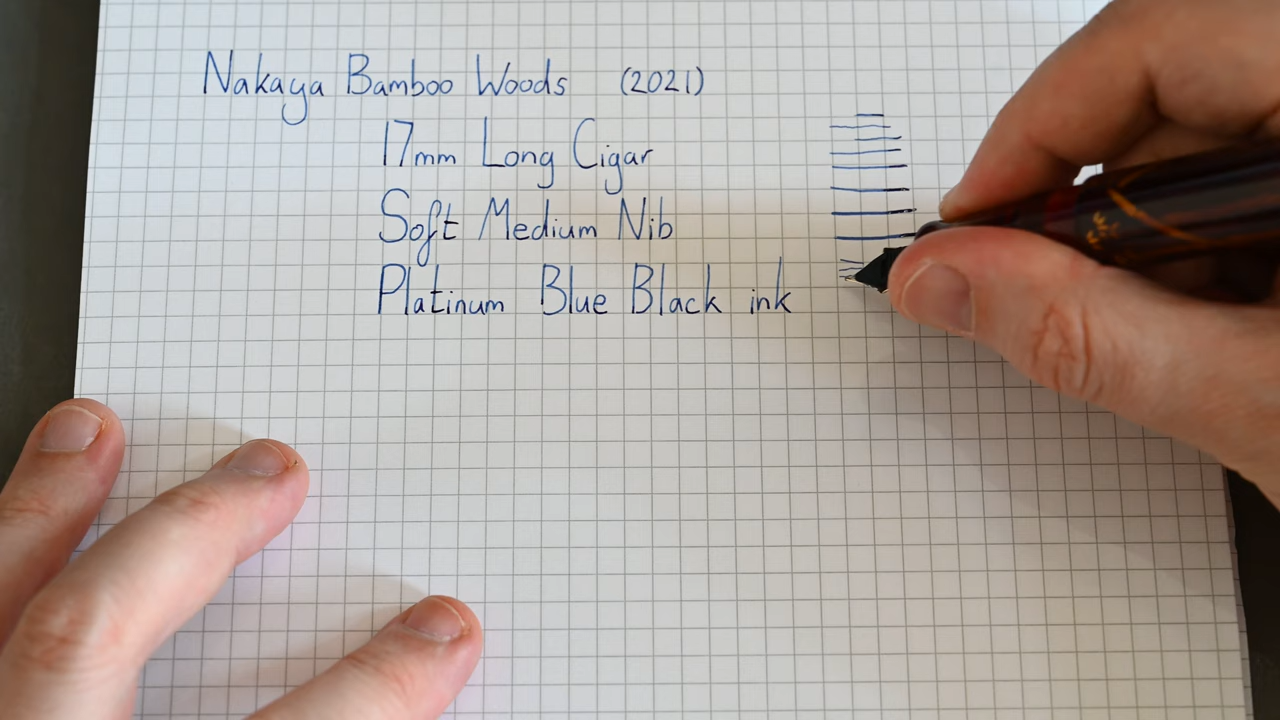 Nakaya Bamboo Woods (2021)
17mm Long Cigar
Soft Medium Nib
Platinum Blue Black ink